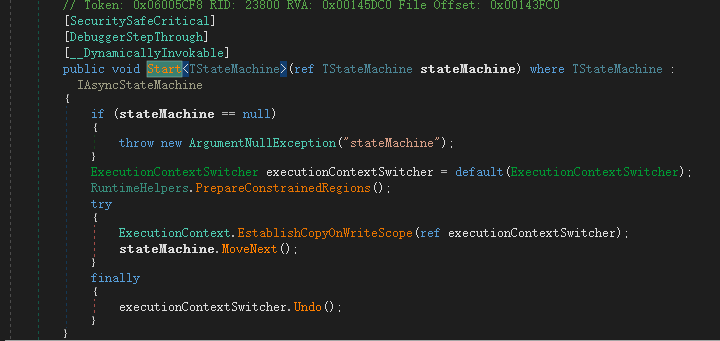 // Token: 0x06005CF8 RID: 23800 RVA: 0x00145DC0 File Offset: 0x00143FC0
[SecuritySafeCritical]
[DebuggerStepThrough]
[__DynamicallyInvokable]
public void Start<TStateMachine>(ref TStateMachine stateMachine) where TStateMachine :
IAsyncStateMachine
{
if (stateMachine == null)
{
throw new ArgumentNullException("stateMachine");
}
ExecutionContextSwitcher executionContextSwitcher = default(ExecutionContextSwitcher);
RuntimeHelpers.PrepareConstrainedRegions();
try
{
ExecutionContext.EstablishCopyOnWriteScope(ref executionContextSwitcher);
stateMachine.MoveNext();
}
finally
{
executionContextSwitcher.Undo();
}
}